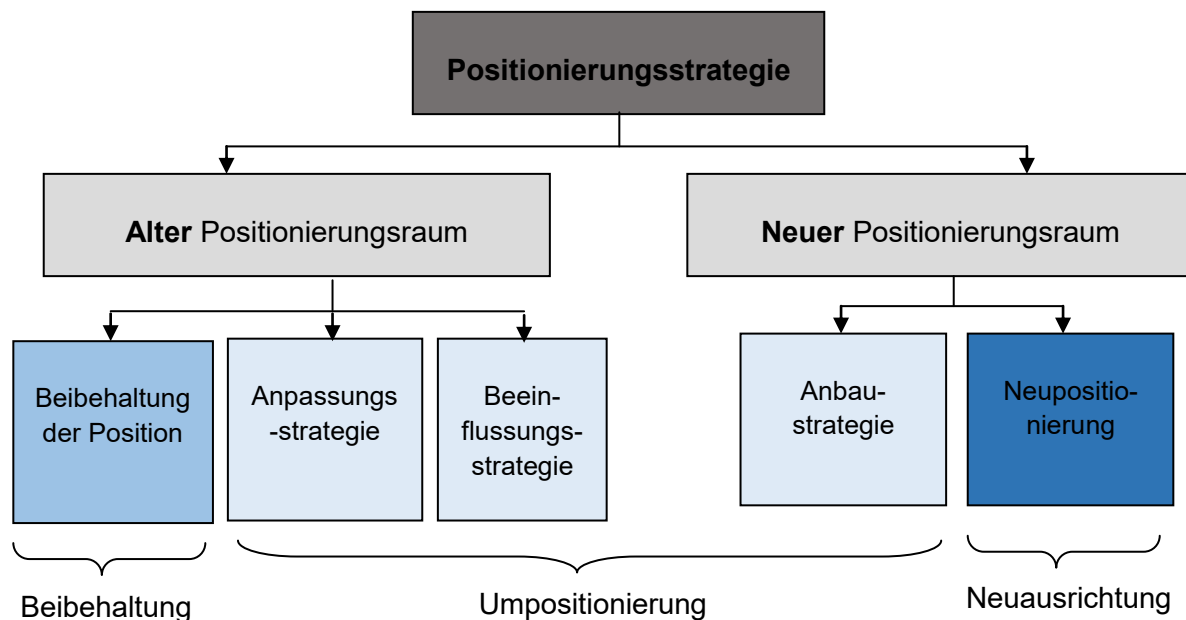 Positionierungsstrategie
Alter Positionierungsraum
Neuer Positionierungsraum
Beibehaltung
der Position
Anpassungs
-strategie
Beein-
flussungs-
strategie
Anbau-
strategie
Neupositio-
nierung
Beibehaltung
Umpositionierung
Neuausrichtung